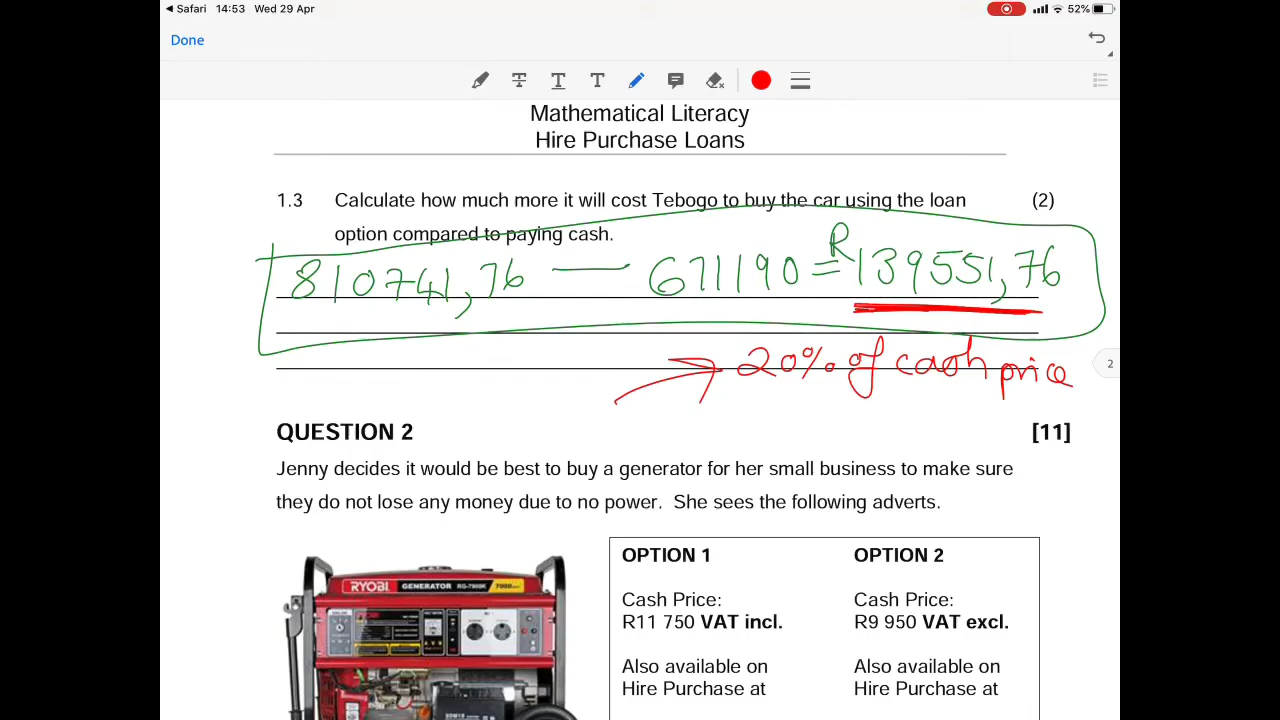 Safari 14:53 Wed 29 Apr 52%
Done
Mathematical Literacy
Hire Purchase Loans
1.3 Calculate how much more it will cost Tebogo to buy the car using the loan (2)
option compared to paying cash.
810741,76 — 671190 = R139551,76
→ 20% of cash price
2
QUESTION 2 [11]
Jenny decides it would be best to buy a generator for her small business to make sure
they do not lose any money due to no power. She sees the following adverts.
OPTION 1 OPTION 2
Cash Price: Cash Price:
R11 750 VAT incl. R9 950 VAT excl.
Also available on Also available on
Hire Purchase at Hire Purchase at
RYOBI GENERATOR RG-7900K 7000